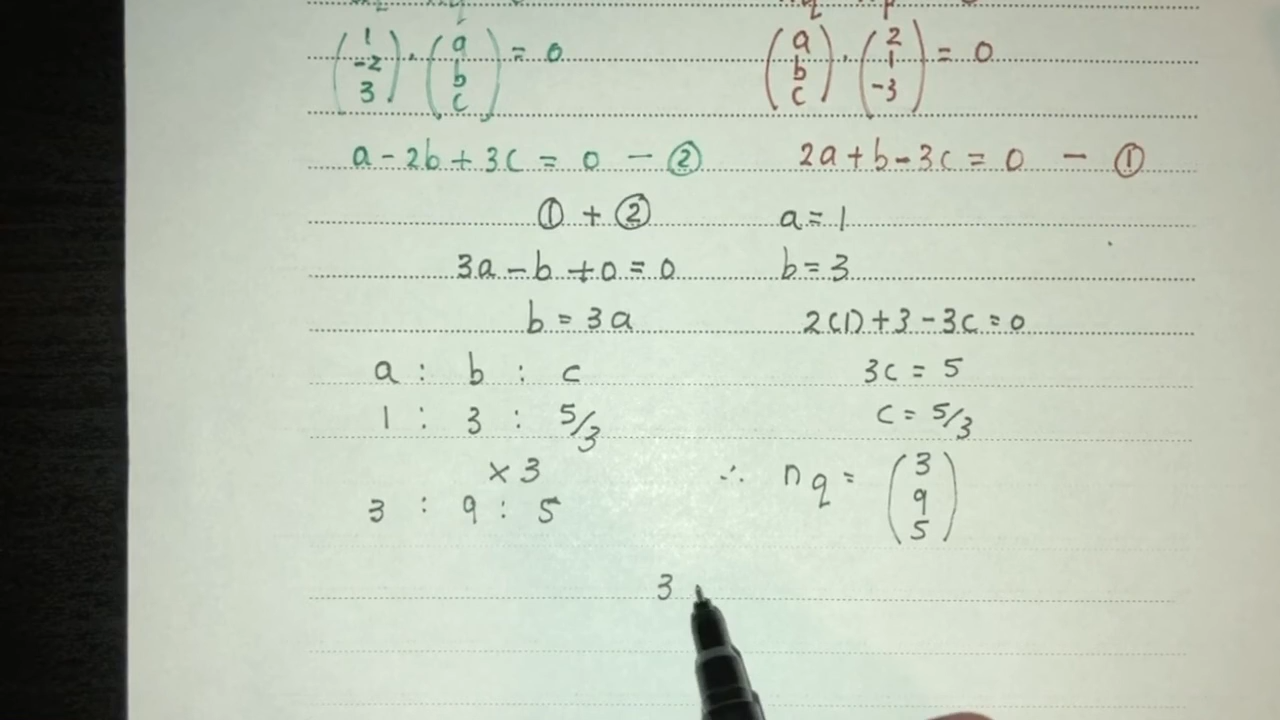 (1 -2 3) · (a b c) = 0    (a b c) · (2 1 -3) = 0
a - 2b + 3c = 0 - ②    2a + b - 3c = 0 - ①
① + ②    a = 1
3a - b + 0 = 0    b = 3
b = 3a    2(1) + 3 - 3c = 0
a : b : c    3c = 5
1 : 3 : 5/3    c = 5/3
× 3    ∴ nq = (3 9 5)
3 : 9 : 5
3